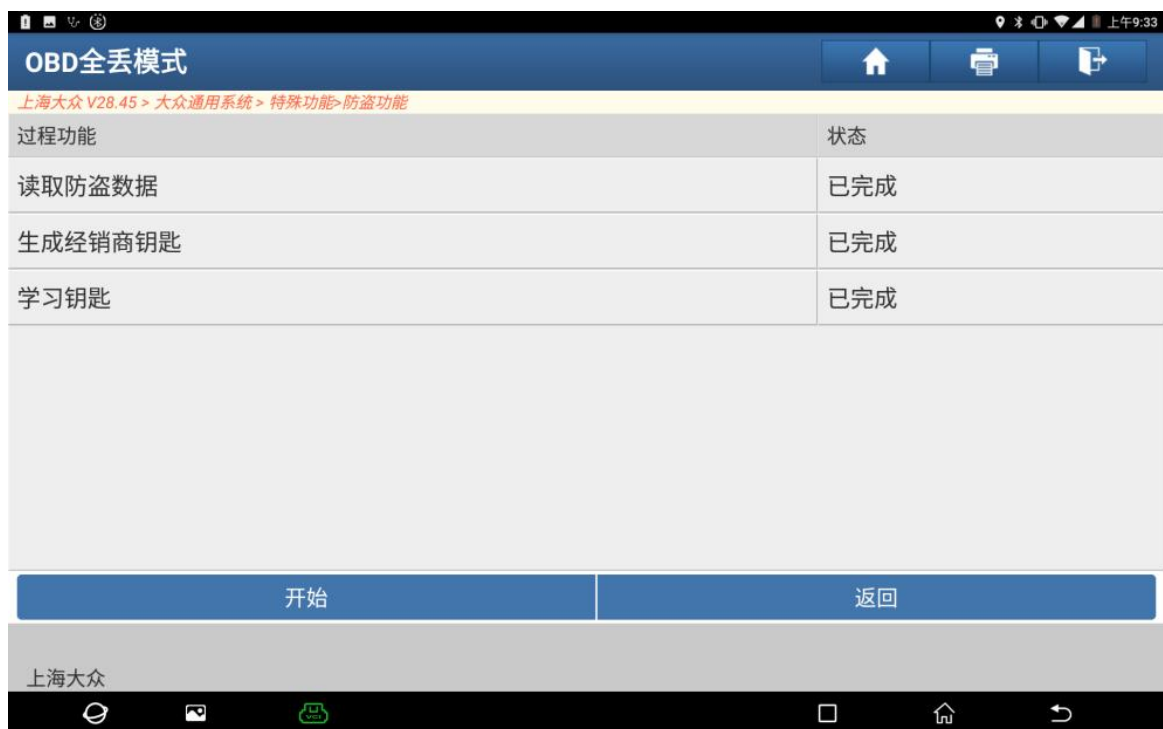 上午9:33
OBD全丢模式
上海大众 V28.45 > 大众通用系统 > 特殊功能>防盗功能
过程功能 状态
读取防盗数据 已完成
生成经销商钥匙 已完成
学习钥匙 已完成
开始 返回
上海大众
VCI